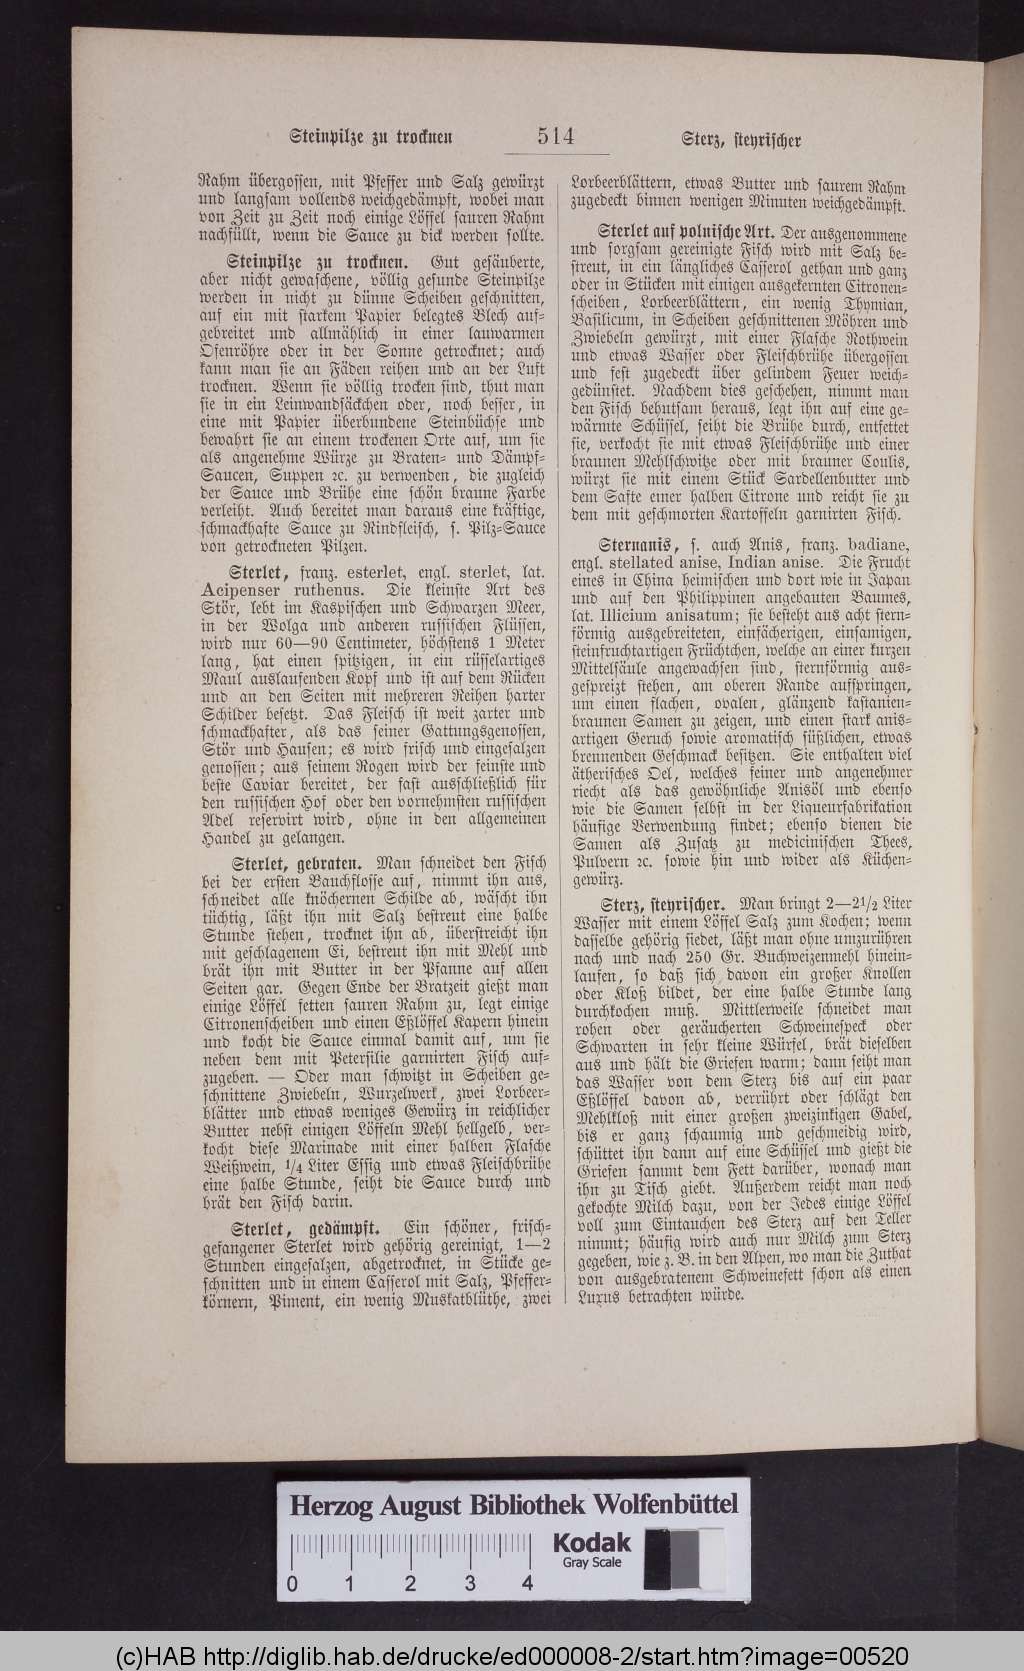 Steinpilze zu trocknen
514
Sterz, steyrischer
Rahm übergossen, mit Pfeffer und Salz gewürzt
und langsam vollends weichgedämpft, wobei man
von Zeit zu Zeit noch einige Löffel sauren Rahm
nachfüllt, wenn die Sauce zu dick werden sollte.
Steinpilze zu trocknen. Gut gesäuberte,
aber nicht gewaschene, völlig gesunde Steinpilze
werden in nicht zu dünne Scheiben geschnitten,
auf ein mit starkem Papier belegtes Blech auf-
gebreitet und allmählich in einer lauwarmen
Ofenröhre oder in der Sonne getrocknet; auch
kann man sie an Fäden reihen und an der Luft
trocknen. Wenn sie völlig trocken sind, thut man
sie in ein Leinwandsäckchen oder, noch besser, in
eine mit Papier überbundene Steinbüchse und
bewahrt sie an einem trockenen Orte auf, um sie
als angenehme Würze zu Braten- und Dämpf-
Saucen, Suppen ꝛc. zu verwenden, die zugleich
der Sauce und Brühe eine schön braune Farbe
verleiht. Auch bereitet man daraus eine kräftige,
schmackhafte Sauce zu Rindfleisch, s. Pilz-Sauce
von getrockneten Pilzen.
Sterlet, franz. esterlet, engl. sterlet, lat.
Acipenser ruthenus. Die kleinste Art des
Stör, lebt im Kaspischen und Schwarzen Meer,
in der Wolga und anderen russischen Flüssen,
wird nur 60—90 Centimeter, höchstens 1 Meter
lang, hat einen spitzigen, in ein rüsselartiges
Maul auslaufenden Kopf und ist auf dem Rücken
und an den Seiten mit mehreren Reihen harter
Schilder besetzt. Das Fleisch ist weit zarter und
schmackhafter, als das seiner Gattungsgenossen,
Stör und Hausen; es wird frisch und eingesalzen
genossen; aus seinem Rogen wird der feinste und
beste Caviar bereitet, der fast ausschließlich für
den russischen Hof oder den vornehmsten russischen
Adel reservirt wird, ohne in den allgemeinen
Handel zu gelangen.
Sterlet, gebraten. Man schneidet den Fisch
bei der ersten Bauchflosse auf, nimmt ihn aus,
schneidet alle knöchernen Schilde ab, wäscht ihn
tüchtig, läßt ihn mit Salz bestreut eine halbe
Stunde stehen, trocknet ihn ab, überstreicht ihn
mit geschlagenem Ei, bestreut ihn mit Mehl und
brät ihn mit Butter in der Pfanne auf allen
Seiten gar. Gegen Ende der Bratzeit gießt man
einige Löffel fetten sauren Rahm zu, legt einige
Citronenscheiben und einen Eßlöffel Kapern hinein
und kocht die Sauce einmal damit auf, um sie
neben dem mit Petersilie garnirten Fisch auf-
zugeben. — Oder man schwitzt in Scheiben ge-
schnittene Zwiebeln, Wurzelwerk, zwei Lorbeer-
blätter und etwas weniges Gewürz in reichlicher
Butter nebst einigen Löffeln Mehl hellgelb, ver-
kocht diese Marinade mit einer halben Flasche
Weißwein, 1/4 Liter Essig und etwas Fleischbrühe
eine halbe Stunde, seiht die Sauce durch und
brät den Fisch darin.
Sterlet, gedämpft. Ein schöner, frisch-
gefangener Sterlet wird gehörig gereinigt, 1—2
Stunden eingesalzen, abgetrocknet, in Stücke ge-
schnitten und in einem Casserol mit Salz, Pfeffer-
körnern, Piment, ein wenig Muskatblüthe, zwei
Lorbeerblättern, etwas Butter und saurem Rahm
zugedeckt binnen wenigen Minuten weichgedämpft.
Sterlet auf polnische Art. Der ausgenommene
und sorgsam gereinigte Fisch wird mit Salz be-
streut, in ein längliches Casserol gethan und ganz
oder in Stücken mit einigen ausgekernten Citronen-
scheiben, Lorbeerblättern, ein wenig Thymian,
Basilicum, in Scheiben geschnittenen Möhren und
Zwiebeln gewürzt, mit einer Flasche Rothwein
und etwas Wasser oder Fleischbrühe übergossen
und fest zugedeckt über gelindem Feuer weich-
gedünstet. Nachdem dies geschehen, nimmt man
den Fisch behutsam heraus, legt ihn auf eine ge-
wärmte Schüssel, seiht die Brühe durch, entfettet
sie, verkocht sie mit etwas Fleischbrühe und einer
braunen Mehlschwitze oder mit brauner Coulis,
würzt sie mit einem Stück Sardellenbutter und
dem Safte einer halben Citrone und reicht sie zu
dem mit geschmorten Kartoffeln garnirten Fisch.
Sternanis, s. auch Anis, franz. badiane,
engl. stellated anise, Indian anise. Die Frucht
eines in China heimischen und dort wie in Japan
und auf den Philippinen angebauten Baumes,
lat. Illicium anisatum; sie besteht aus acht stern-
förmig ausgebreiteten, einfächerigen, einsamigen,
steinfruchtartigen Früchtchen, welche an einer kurzen
Mittelsäule angewachsen sind, sternförmig aus-
gespreizt stehen, am oberen Rande aufspringen,
um einen flachen, ovalen, glänzend kastanien-
braunen Samen zu zeigen, und einen stark anis-
artigen Geruch sowie aromatisch süßlichen, etwas
brennenden Geschmack besitzen. Sie enthalten viel
ätherisches Oel, welches feiner und angenehmer
riecht als das gewöhnliche Anisöl und ebenso
wie die Samen selbst in der Liqueurfabrikation
häufige Verwendung findet; ebenso dienen die
Samen als Zusatz zu medicinischen Thees,
Pulvern ꝛc. sowie hin und wider als Küchen-
gewürz.
Sterz, steyrischer. Man bringt 2—2 1/2 Liter
Wasser mit einem Löffel Salz zum Kochen; wenn
dasselbe gehörig siedet, läßt man ohne umzurühren
nach und nach 250 Gr. Buchweizenmehl hinein-
laufen, so daß sich davon ein großer Knollen
oder Kloß bildet, der eine halbe Stunde lang
durchkochen muß. Mittlerweile schneidet man
rohen oder geräucherten Schweinespeck oder
Schwarten in sehr kleine Würfel, brät dieselben
aus und hält die Griefen warm; dann seiht man
das Wasser von dem Sterz bis auf ein paar
Eßlöffel davon ab, verrührt oder schlägt den
Mehlkloß mit einer großen zweizinkigen Gabel,
bis er ganz schaumig und geschmeidig wird,
schüttet ihn dann auf eine Schüssel und gießt die
Griefen sammt dem Fett darüber, wonach man
ihn zu Tisch giebt. Außerdem reicht man noch
gekochte Milch dazu, von der Jedes einige Löffel
voll zum Eintauchen des Sterz auf den Teller
nimmt; häufig wird auch nur Milch zum Sterz
gegeben, wie z. B. in den Alpen, wo man die Zuthat
von ausgebratenem Schweinefett schon als einen
Luxus betrachten würde.
Herzog August Bibliothek Wolfenbüttel
Kodak
Gray Scale
0 1 2 3 4
(c)HAB http://diglib.hab.de/drucke/ed000008-2/start.htm?image=00520